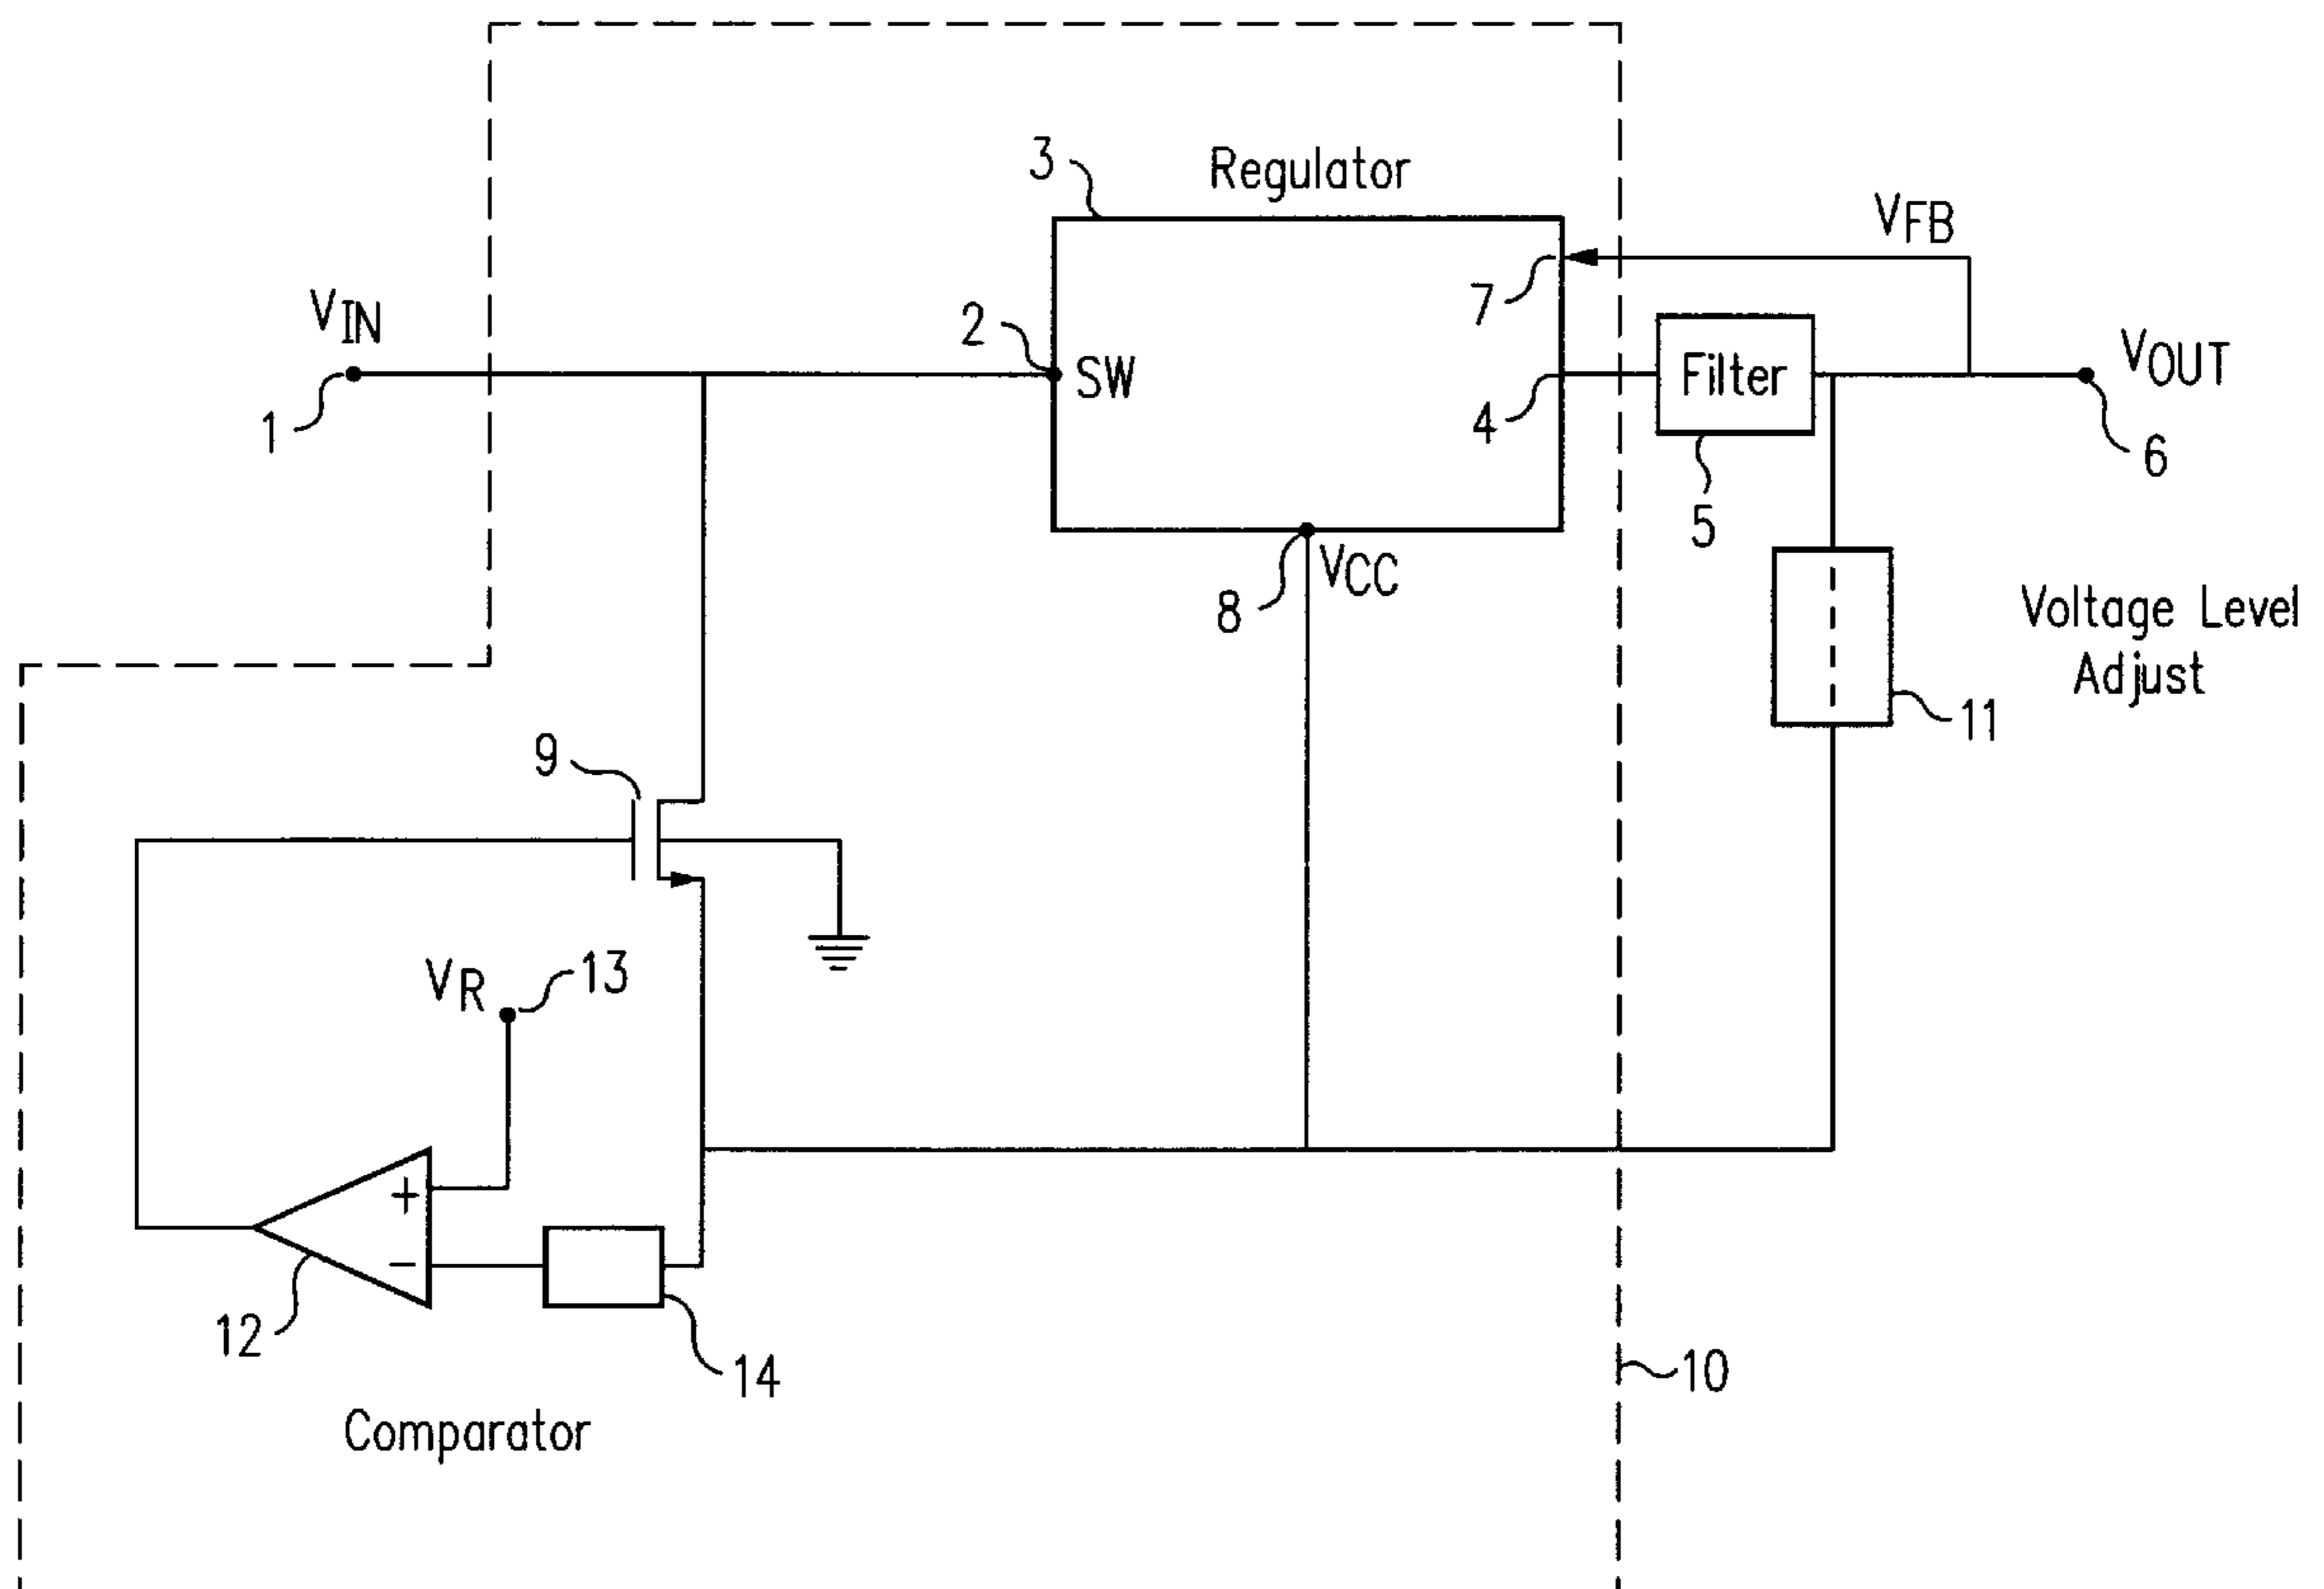 3
Regulator
VFB
7
VIN
2
SW
1
4
Filter
VOUT
6
5
VCC
8
Voltage Level
Adjust
11
9
VR
13
+
−
12
14
10
Comparator